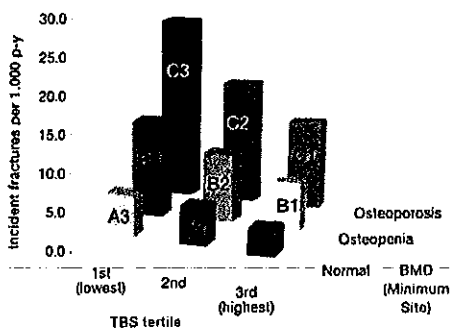 Incident fractures per 1,000 p-y
30.0
25.0
20.0
15.0
10.0
5.0
0.0
C3
C2
B2
B1
A3
Osteoporosis
Osteopenia
Normal
BMD
(Minimum
Site)
1st
(lowest)
2nd
3rd
(highest)
TBS tertile